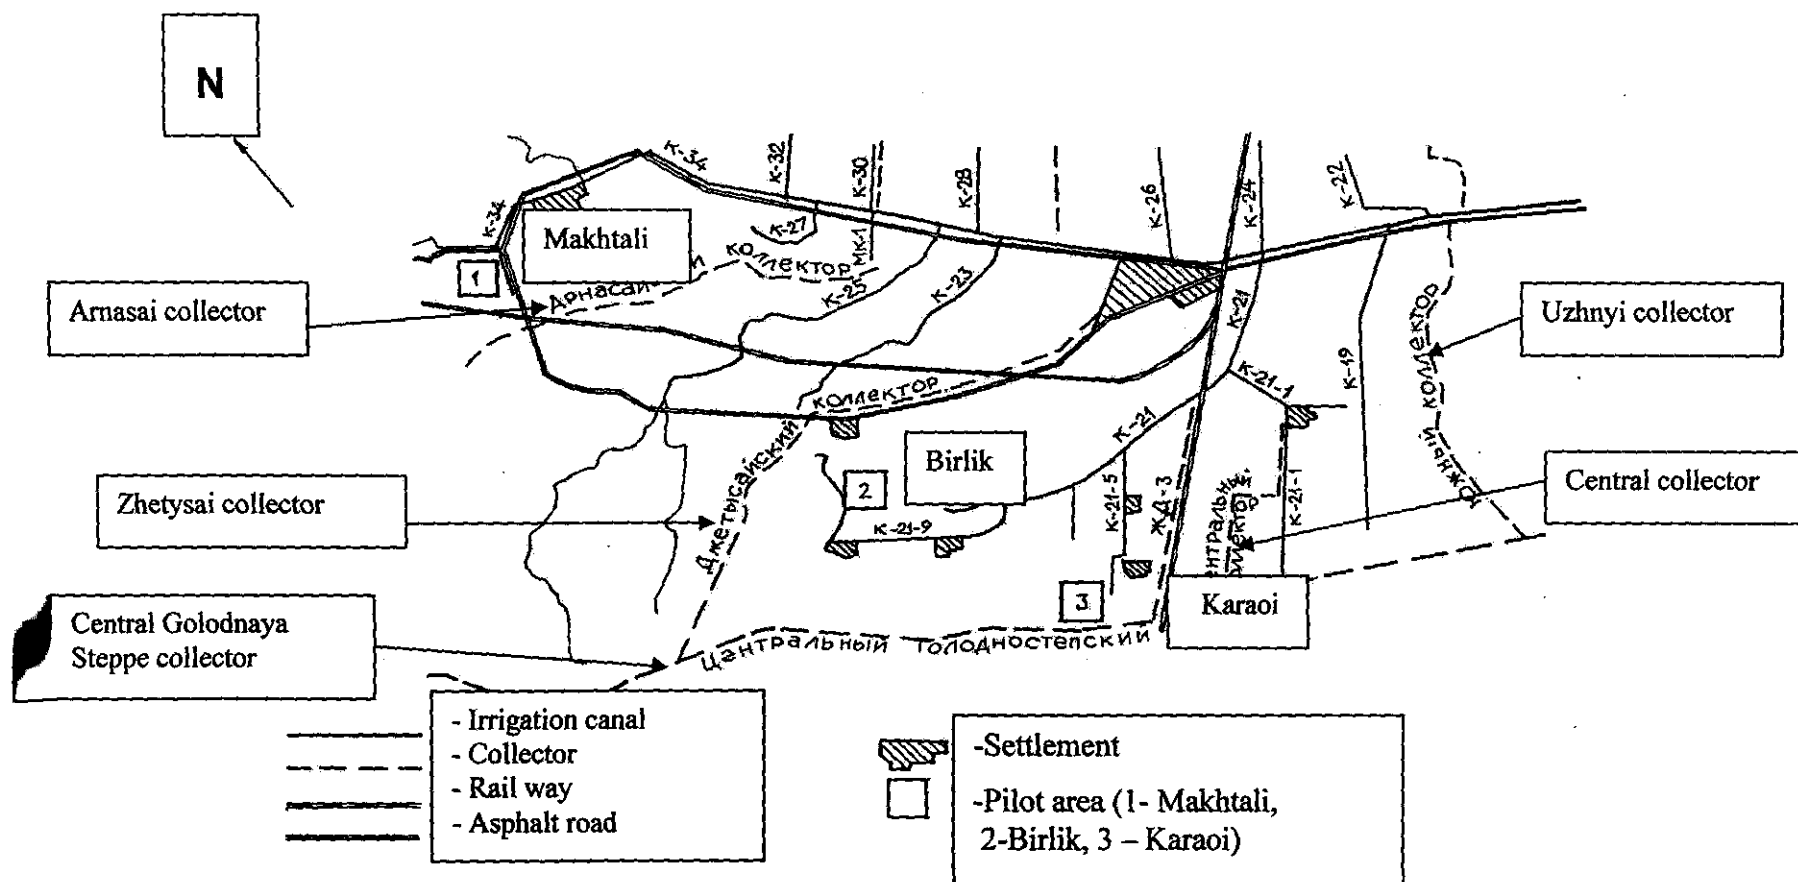 N
К-34
К-32
К-30
К-28
К-26
К-24
К-22
К-34
Makhtali
К-27
МК-1
1
Арнасай
коллектор
К-25
К-23
К-21
К-19
Arnasai collector
Uzhnyi collector
Южный коллектор
К-21-1
Джетысайский коллектор
К-21
Birlik
2
Zhetysai collector
К-21-9
К-21-5
ЖД-3
К-21-1
Central collector
3
Karaoi
Central Golodnaya
Steppe collector
Центральный Голодностепский
- Irrigation canal
- Collector
- Rail way
- Asphalt road
-Settlement
-Pilot area (1- Makhtali,
2-Birlik, 3 – Karaoi)